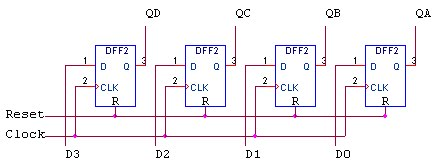 QD QC QB QA
DFF2 DFF2 DFF2 DFF2
1 D Q 3 1 D Q 3 1 D Q 3 1 D Q 3
2 CLK 2 CLK 2 CLK 2 CLK
R R R R
Reset
Clock
D3 D2 D1 D0